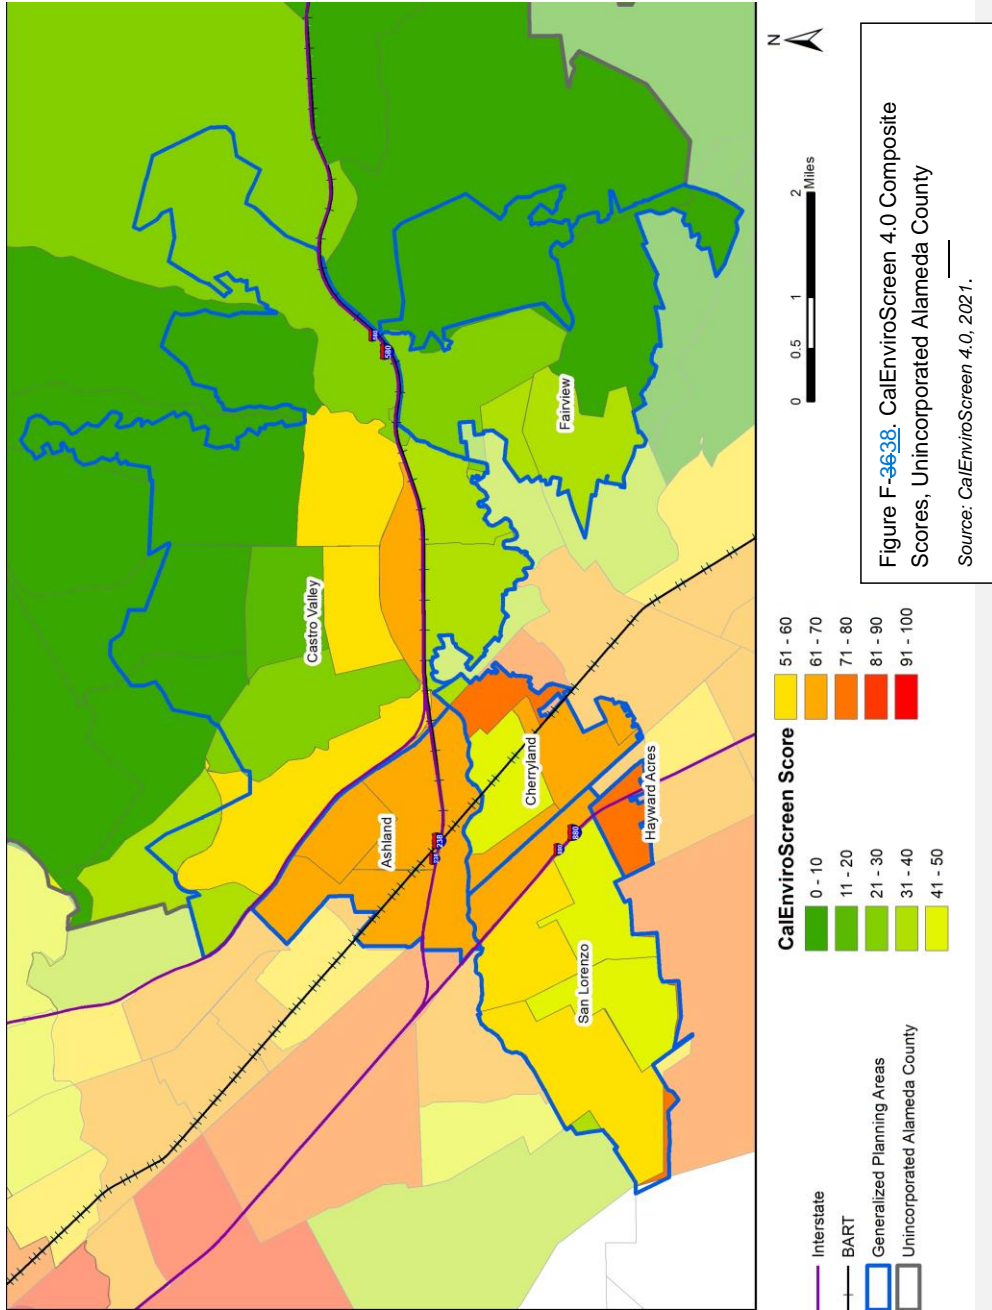 Castro Valley
Fairview
Ashland
Cherryland
Hayward Acres
San Lorenzo
580
238
880
N
0 0.5 1 2
Miles
Interstate
BART
Generalized Planning Areas
Unincorporated Alameda County
CalEnviroScreen Score
0 - 10
11 - 20
21 - 30
31 - 40
41 - 50
51 - 60
61 - 70
71 - 80
81 - 90
91 - 100
Figure F-3638. CalEnviroScreen 4.0 Composite
Scores, Unincorporated Alameda County
Source: CalEnviroScreen 4.0, 2021.